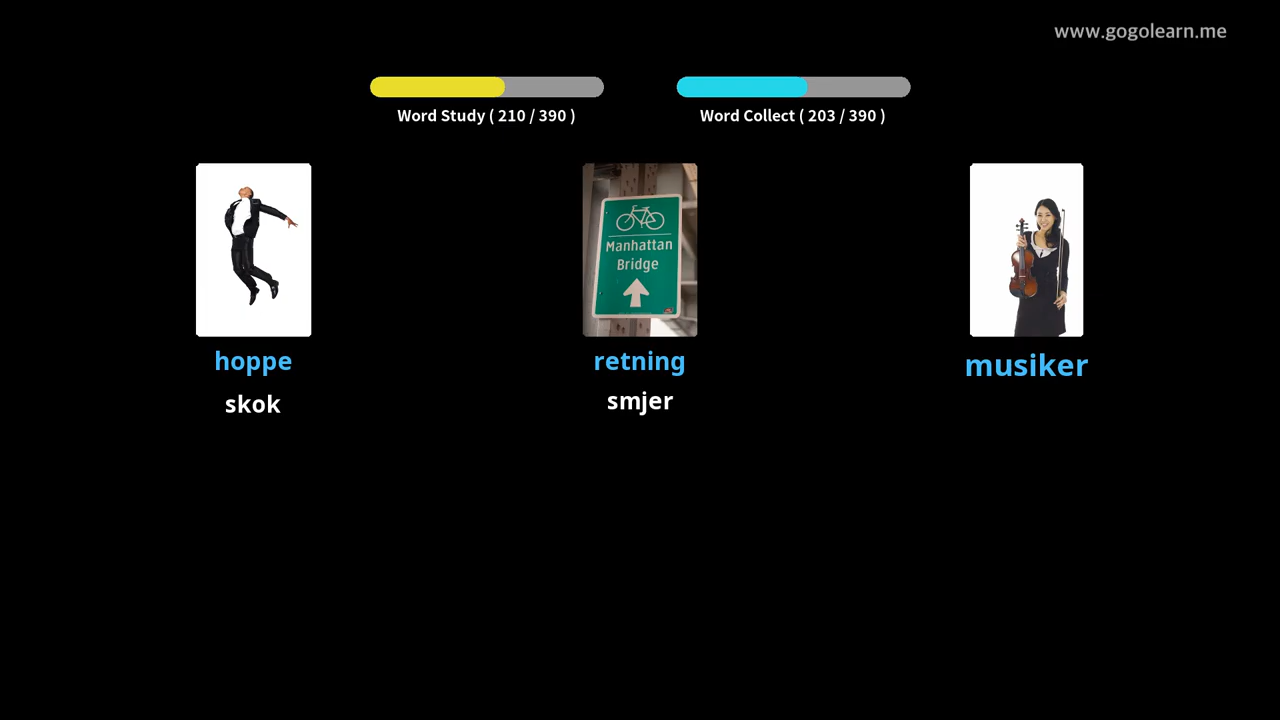 www.gogolearn.me
Word Study ( 210 / 390 )
Word Collect ( 203 / 390 )
Manhattan
Bridge
hoppe
retning
musiker
skok
smjer